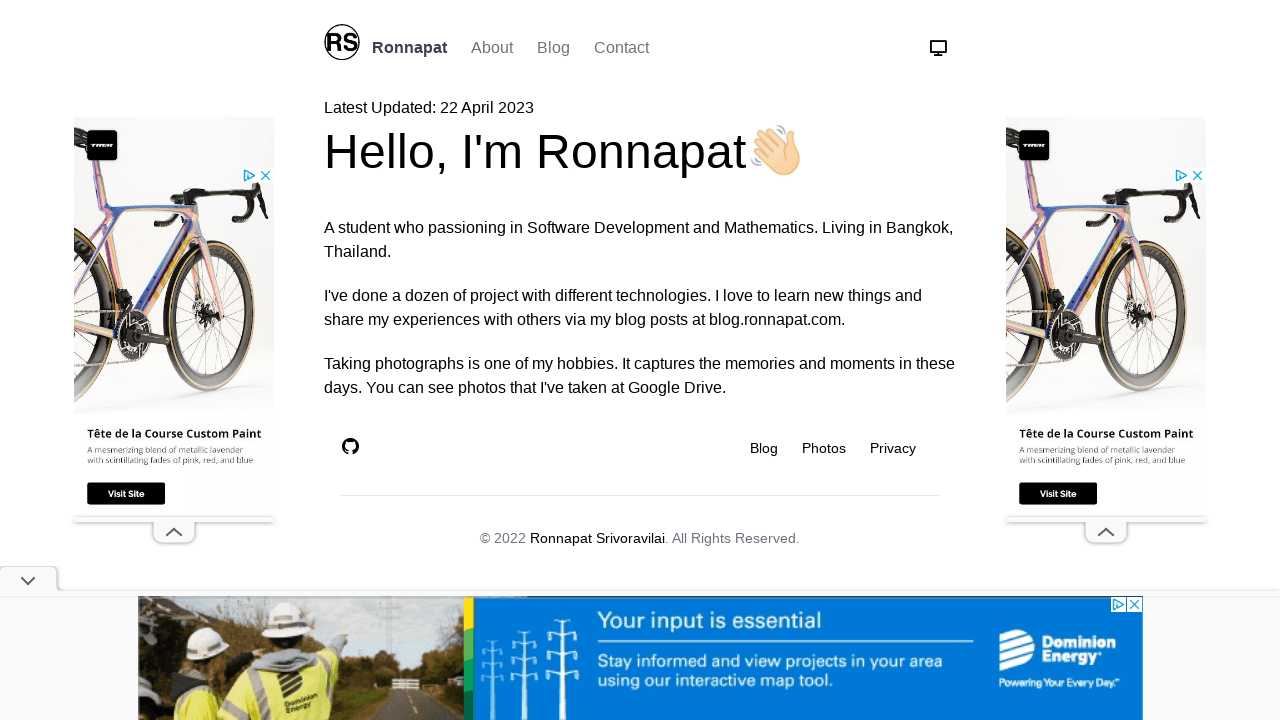 RS Ronnapat About Blog Contact
Latest Updated: 22 April 2023
Hello, I'm Ronnapat
A student who passioning in Software Development and Mathematics. Living in Bangkok,
Thailand.
I've done a dozen of project with different technologies. I love to learn new things and
share my experiences with others via my blog posts at blog.ronnapat.com.
Taking photographs is one of my hobbies. It captures the memories and moments in these
days. You can see photos that I've taken at Google Drive.
Blog Photos Privacy
© 2022 Ronnapat Srivoravilai. All Rights Reserved.
TREK
Tête de la Course Custom Paint
A mesmerizing blend of metallic lavender
with scintillating fades of pink, red, and blue
Visit Site
TREK
Tête de la Course Custom Paint
A mesmerizing blend of metallic lavender
with scintillating fades of pink, red, and blue
Visit Site
Your input is essential
Stay informed and view projects in your area
using our interactive map tool.
Dominion
Energy®
Powering Your Every Day.℠
Dominion
Energy